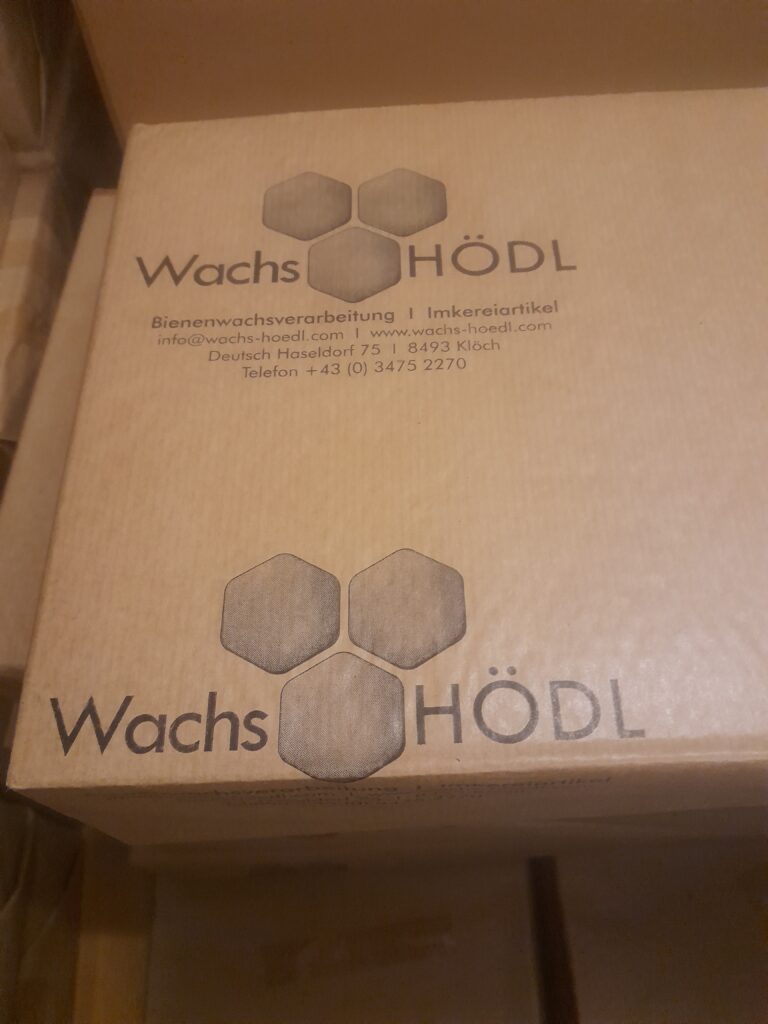 Wachs HÖDL
Bienenwachsverarbeitung | Imkereiartikel
info@wachs-hoedl.com | www.wachs-hoedl.com
Deutsch Haseldorf 75 | 8493 Klöch
Telefon +43 (0) 3475 2270
Wachs HÖDL